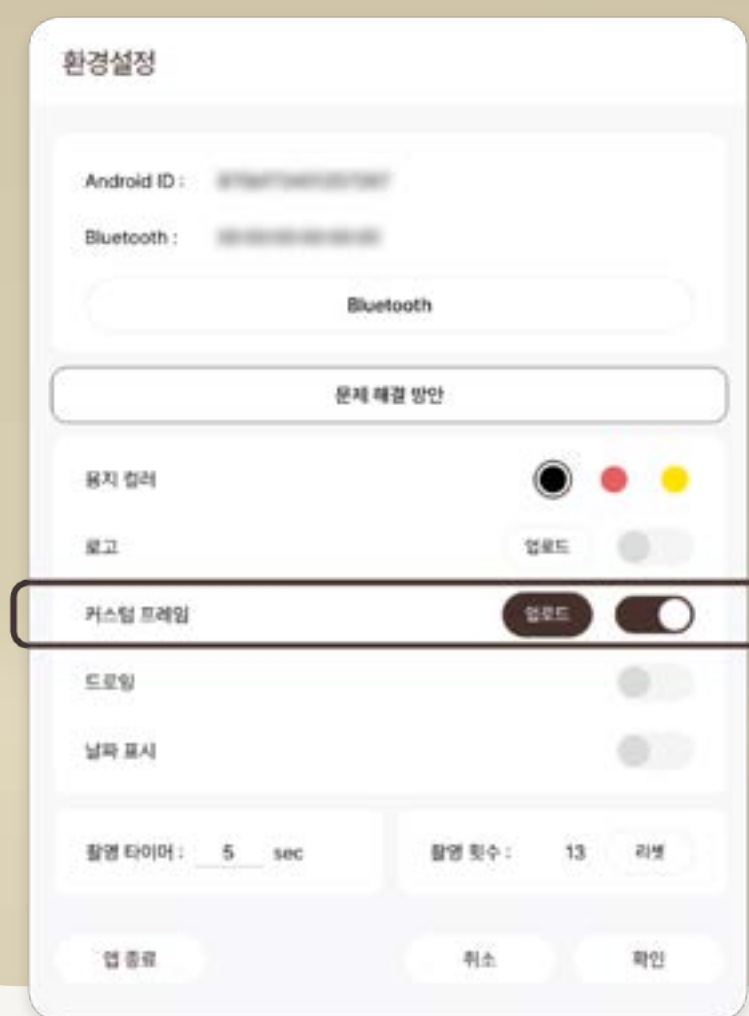 환경설정
Android ID :
Bluetooth :
Bluetooth
문제 해결 방안
용지 컬러
로고 업로드
커스텀 프레임 업로드
드로잉
날짜 표시
촬영 타이머 : 5 sec 촬영 횟수 : 13 리셋
앱 종료 취소 확인